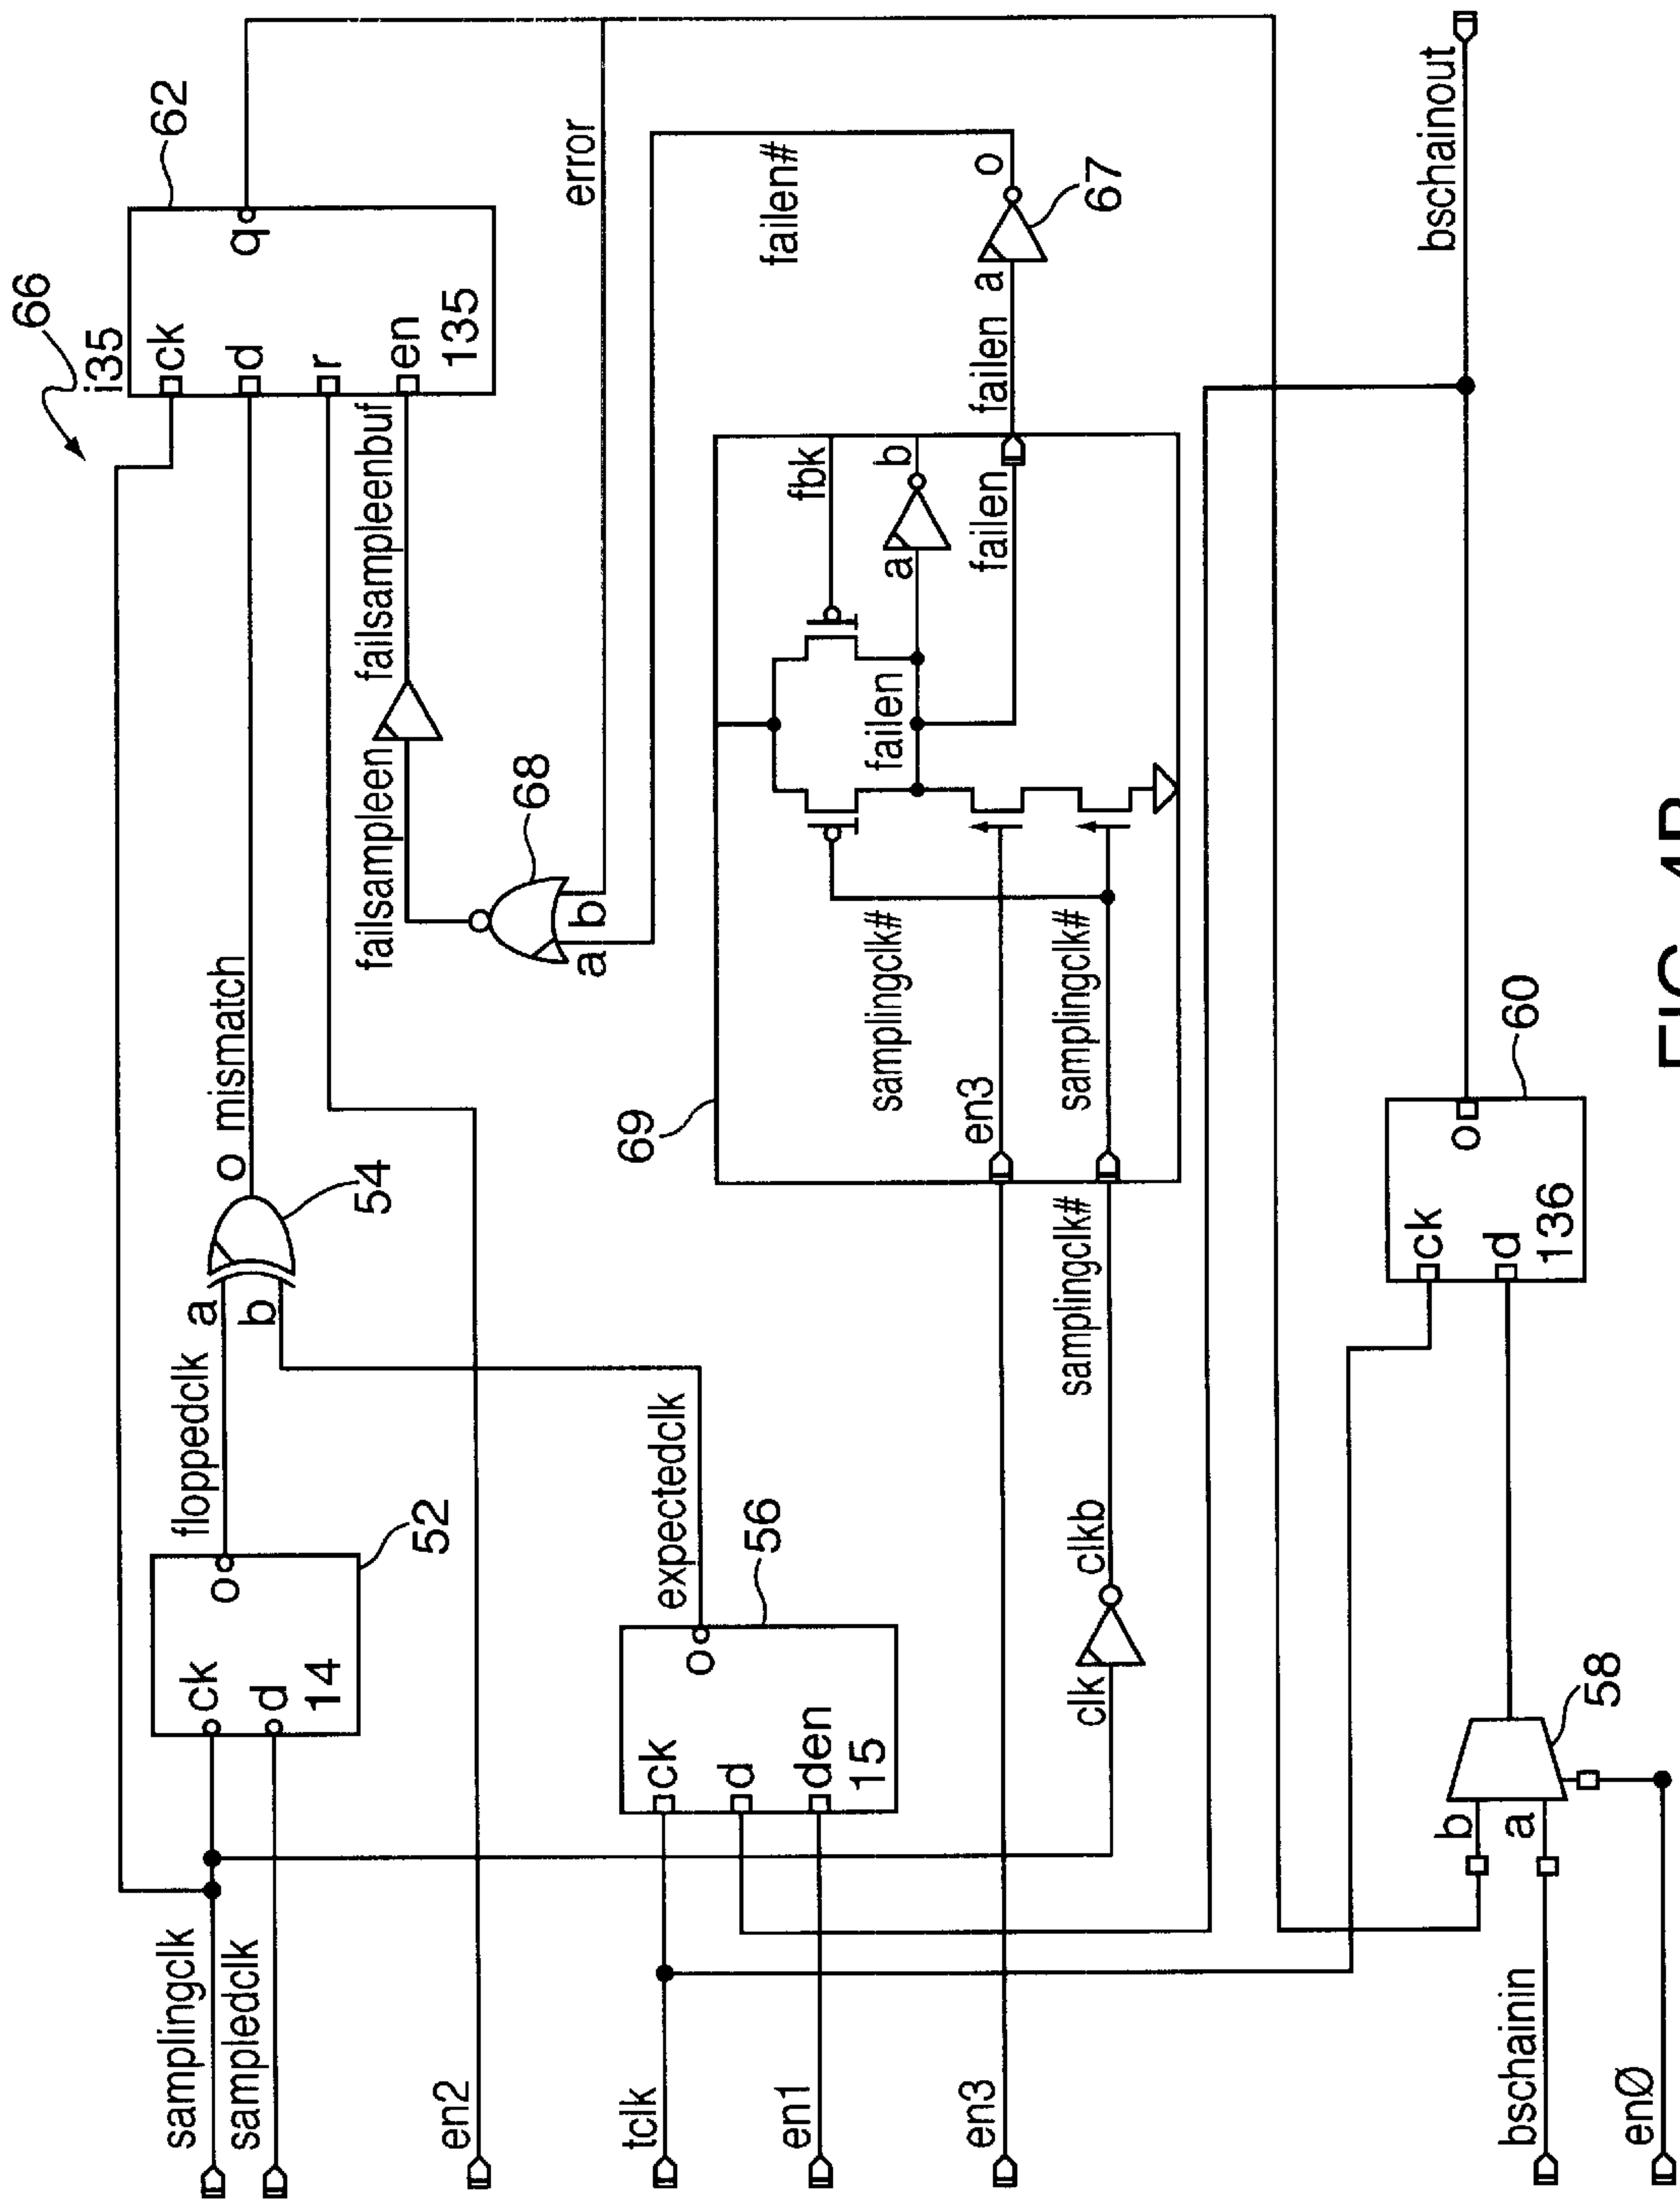 66
62
i35
ck
d
r
en
q
135
samplingclk
sampledclk
ck
d
14
o
52
floppedclk
a
b
54
o mismatch
failsampleen
failsampleenbuf
68
a
b
error
failen#
en2
tclk
en1
en3
ck
d
den
15
o
56
expectedclk
clk
clkb
samplingclk#
69
en3
samplingclk#
samplingclk#
failen
fbk
a
b
failen
failen
a
o
67
bschainin
en0
b
a
58
ck
d
136
o
60
bschainout